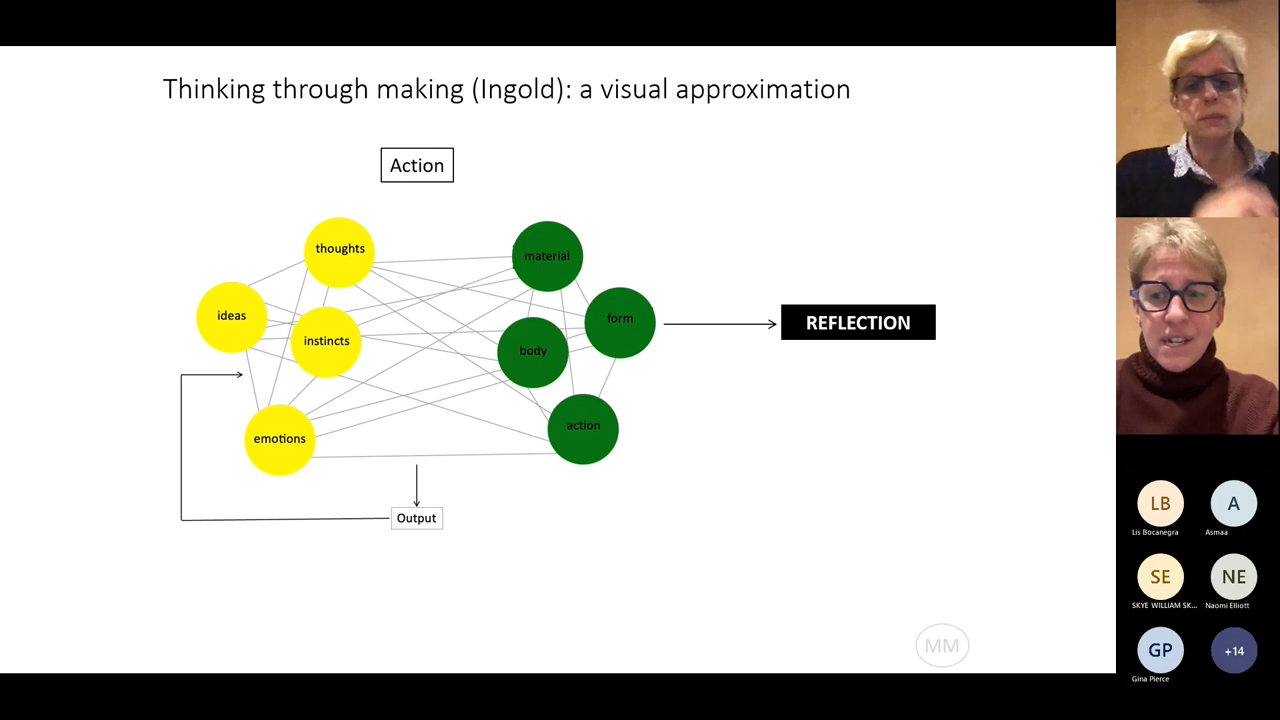 Thinking through making (Ingold): a visual approximation
Action
thoughts
material
ideas
form
REFLECTION
instincts
body
emotions
action
Output
MM
LB
A
Lis Bocanegra
Asmaa
SE
NE
SKYE WILLIAM SK...
Naomi Elliott
GP
+14
Gina Pierce